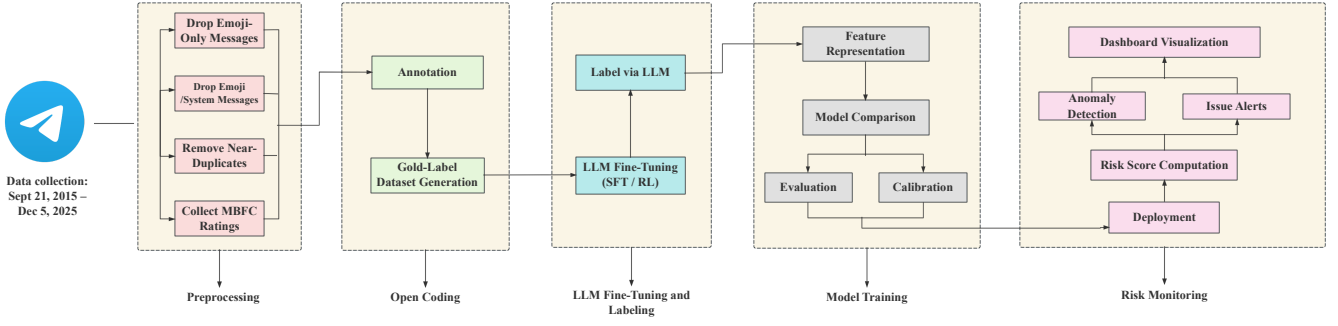 Data collection:
Sept 21, 2015 –
Dec 5, 2025
Drop Emoji-
Only Messages
Drop Emoji
/System Messages
Remove Near-
Duplicates
Collect MBFC
Ratings
Preprocessing
Annotation
Gold-Label
Dataset Generation
Open Coding
Label via LLM
LLM Fine-Tuning
(SFT / RL)
LLM Fine-Tuning and
Labeling
Feature
Representation
Model Comparison
Evaluation
Calibration
Model Training
Dashboard Visualization
Anomaly
Detection
Issue Alerts
Risk Score Computation
Deployment
Risk Monitoring